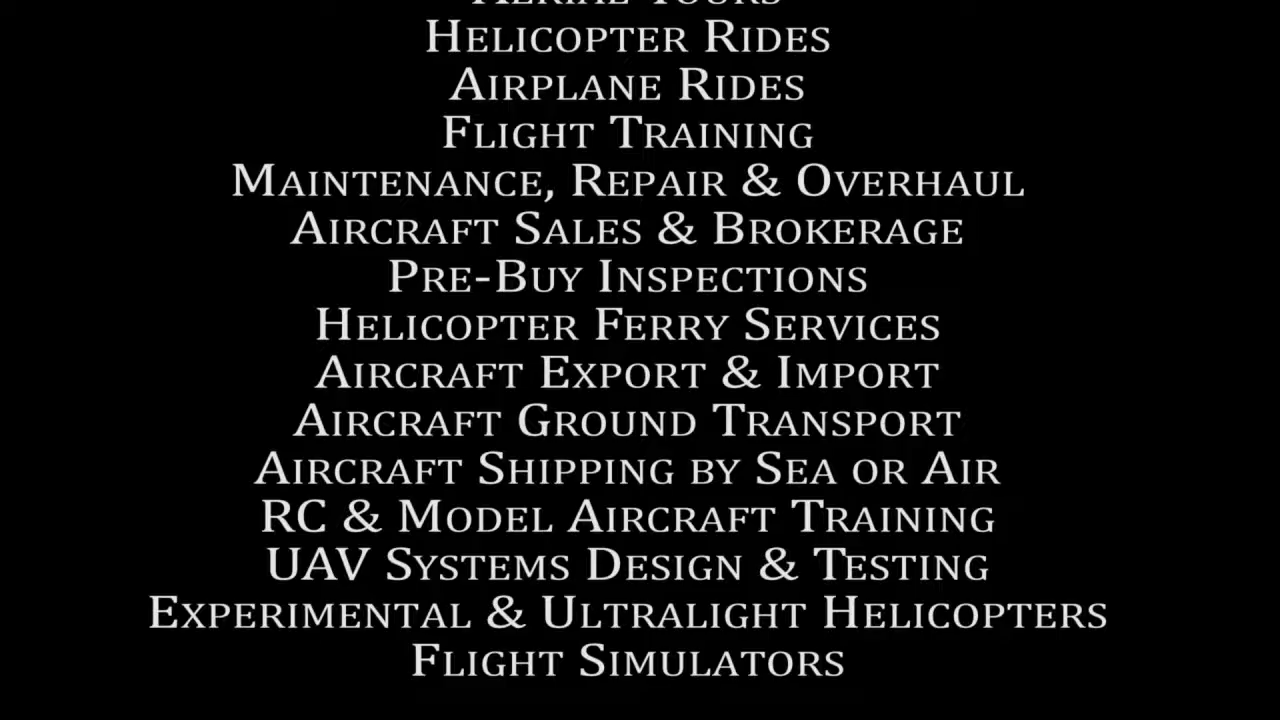 AERIAL TOURS
HELICOPTER RIDES
AIRPLANE RIDES
FLIGHT TRAINING
MAINTENANCE, REPAIR & OVERHAUL
AIRCRAFT SALES & BROKERAGE
PRE-BUY INSPECTIONS
HELICOPTER FERRY SERVICES
AIRCRAFT EXPORT & IMPORT
AIRCRAFT GROUND TRANSPORT
AIRCRAFT SHIPPING BY SEA OR AIR
RC & MODEL AIRCRAFT TRAINING
UAV SYSTEMS DESIGN & TESTING
EXPERIMENTAL & ULTRALIGHT HELICOPTERS
FLIGHT SIMULATORS